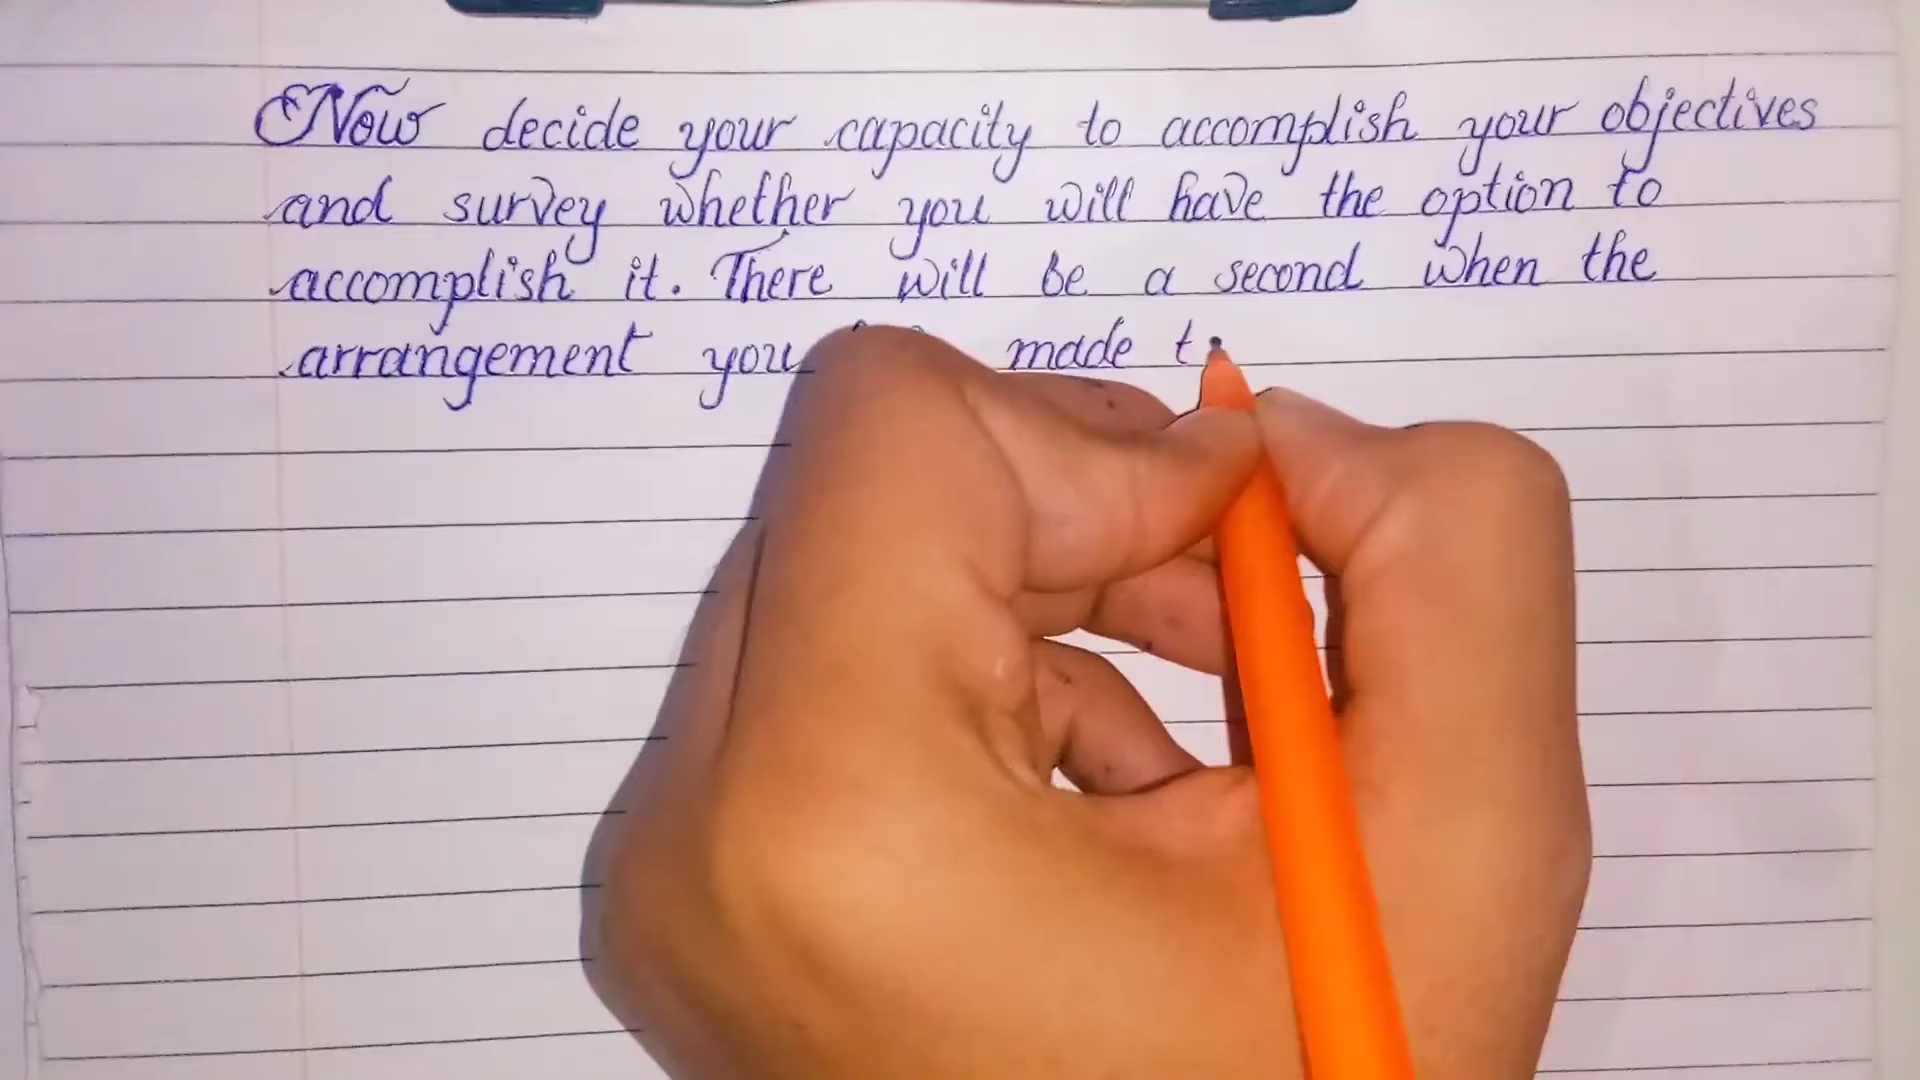 Now decide your capacity to accomplish your objectives
and survey whether you will have the option to
accomplish it. There will be a second when the
arrangement you made t